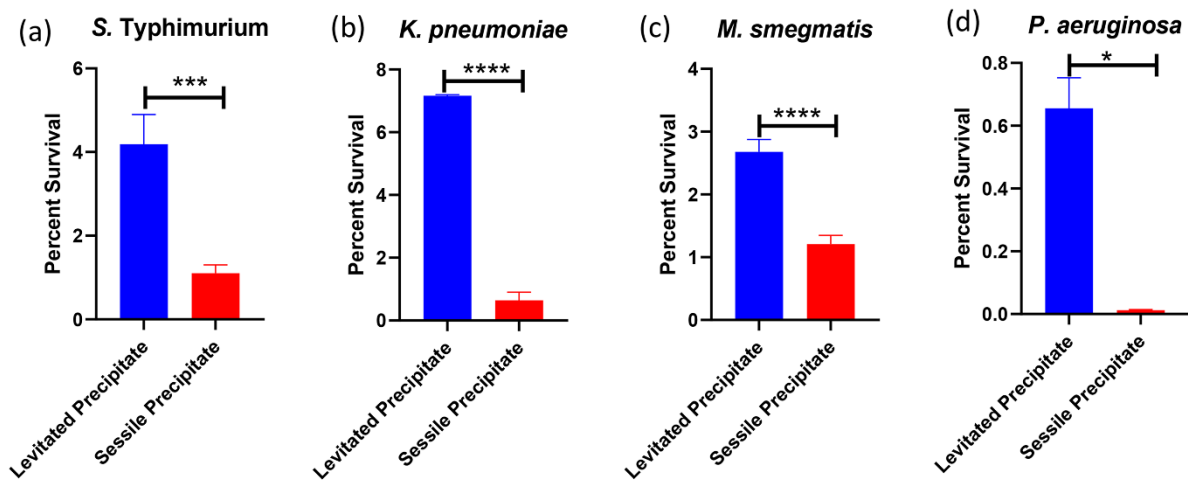 (a) S. Typhimurium
Percent Survival
6
4
2
0
***
Levitated Precipitate
Sessile Precipitate
(b) K. pneumoniae
Percent Survival
8
6
4
2
0
****
Levitated Precipitate
Sessile Precipitate
(c) M. smegmatis
Percent Survival
4
3
2
1
0
****
Levitated Precipitate
Sessile Precipitate
(d) P. aeruginosa
Percent Survival
0.8
0.6
0.4
0.2
0.0
*
Levitated Precipitate
Sessile Precipitate